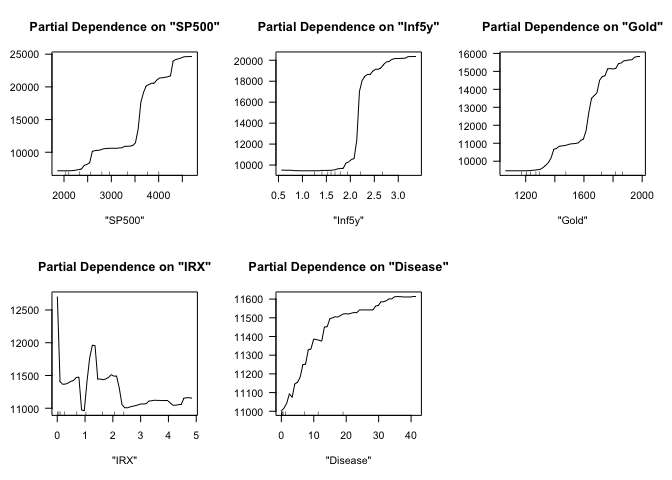 Partial Dependence on "SP500"
25000
20000
15000
10000
2000 3000 4000
"SP500"
Partial Dependence on "Inf5y"
20000
18000
16000
14000
12000
10000
0.5 1.0 1.5 2.0 2.5 3.0
"Inf5y"
Partial Dependence on "Gold"
16000
15000
14000
13000
12000
11000
10000
1200 1600 2000
"Gold"
Partial Dependence on "IRX"
12500
12000
11500
11000
0 1 2 3 4 5
"IRX"
Partial Dependence on "Disease"
11600
11500
11400
11300
11200
11100
11000
0 10 20 30 40
"Disease"